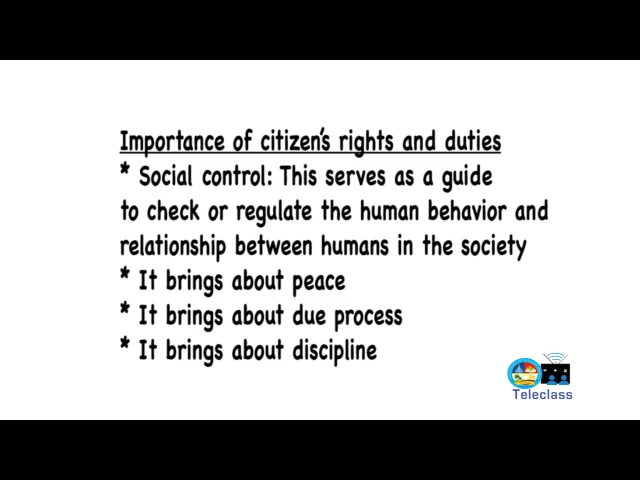 Importance of citizen's rights and duties
* Social control: This serves as a guide
to check or regulate the human behavior and
relationship between humans in the society
* It brings about peace
* It brings about due process
* It brings about discipline
Teleclass